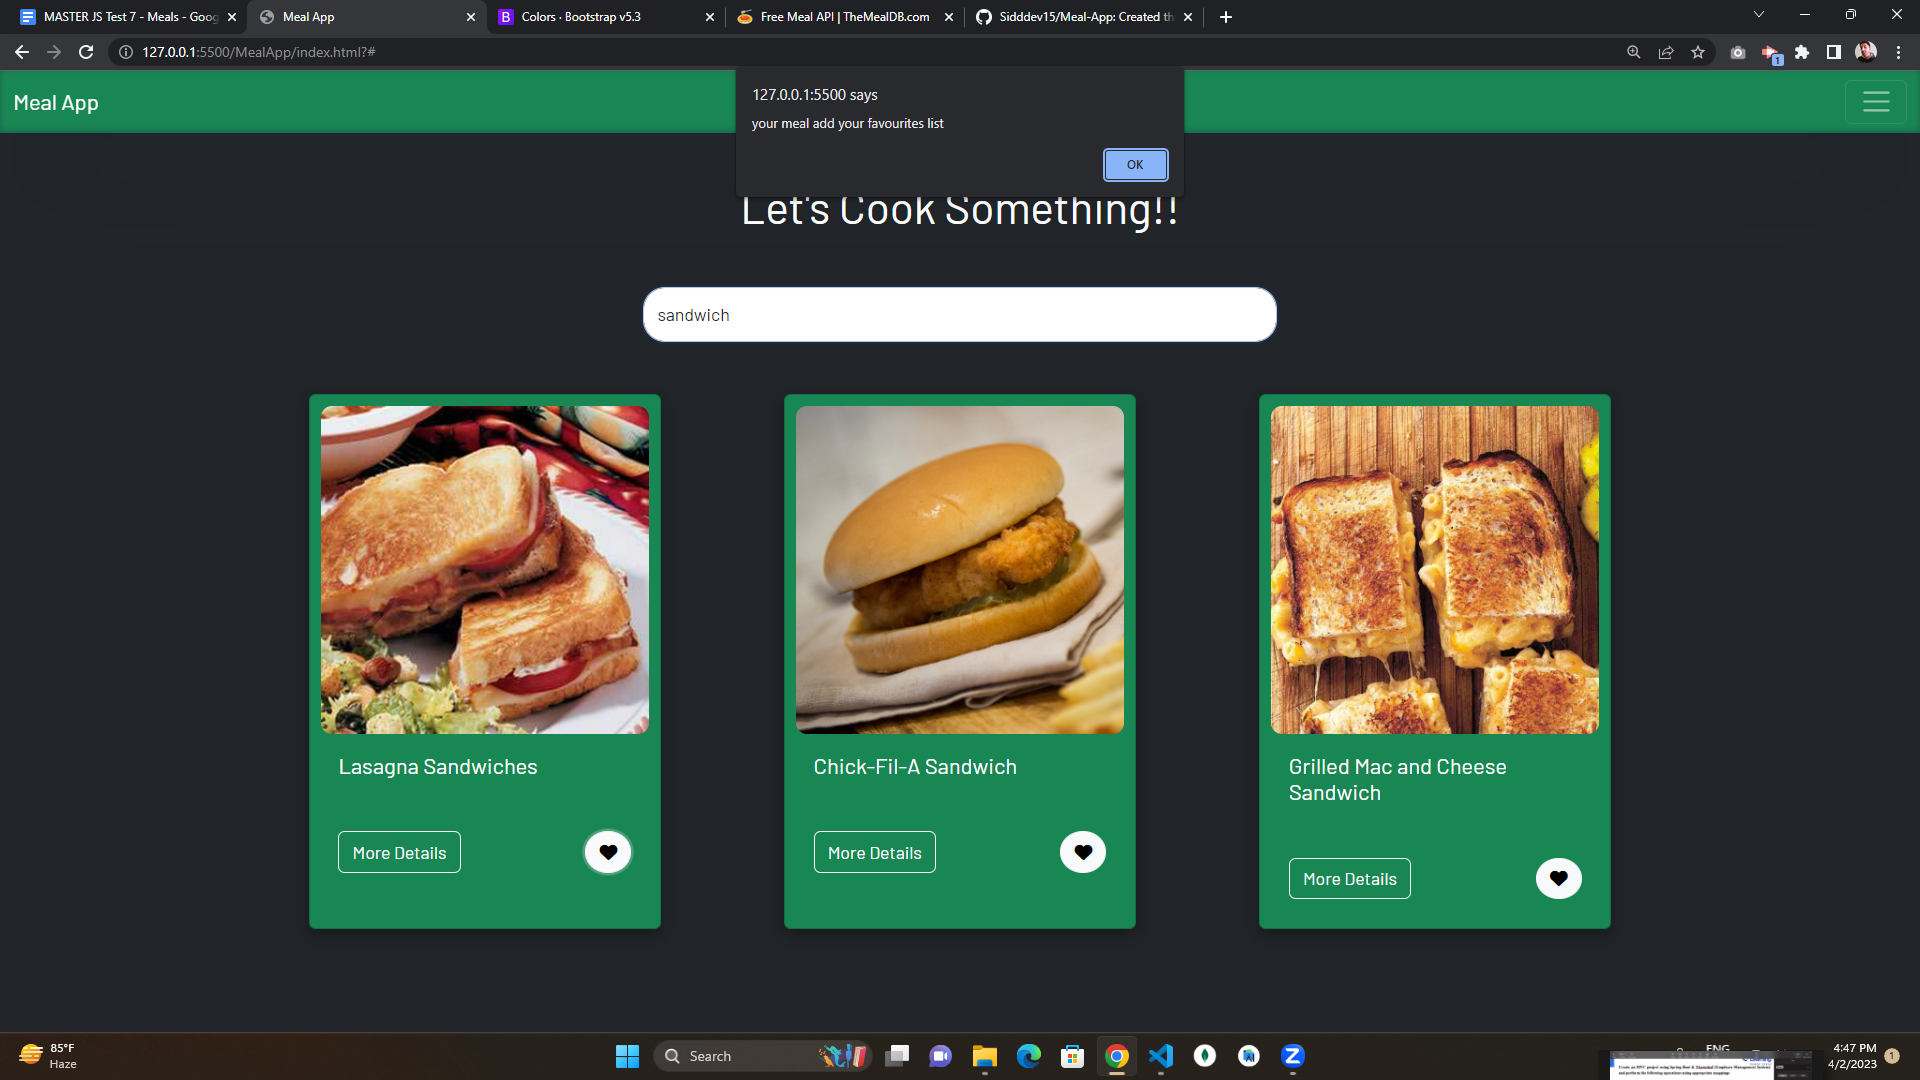 MASTER JS Test 7 - Meals - Goog
Meal App
Colors · Bootstrap v5.3
Free Meal API | TheMealDB.com
Sidddev15/Meal-App: Created th
127.0.0.1:5500/MealApp/index.html?#
1
Meal App
127.0.0.1:5500 says
your meal add your favourites list
OK
Let's Cook Something!!
sandwich
Lasagna Sandwiches
Chick-Fil-A Sandwich
Grilled Mac and Cheese
Sandwich
More Details
More Details
More Details
85°F
Haze
Search
ENG
4:47 PM
4/2/2023
1